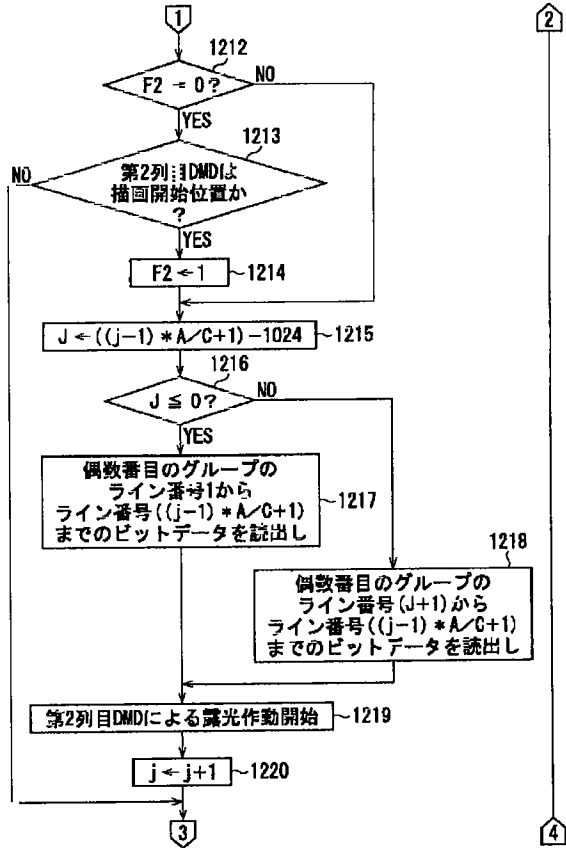 1
2
1212
F2 = 0?
NO
YES
1213
NO
第2列目DMDは
描画開始位置か
?
YES
F2←1
1214
J←((j-1)*A/C+1)-1024
1215
1216
J≦0?
NO
YES
偶数番目のグループの
ライン番号1から
ライン番号((j-1)*A/C+1)
までのビットデータを読出し
1217
1218
偶数番目のグループの
ライン番号(J+1)から
ライン番号((j-1)*A/C+1)
までのビットデータを読出し
第2列目DMDによる露光作動開始
1219
j←j+1
1220
3
4